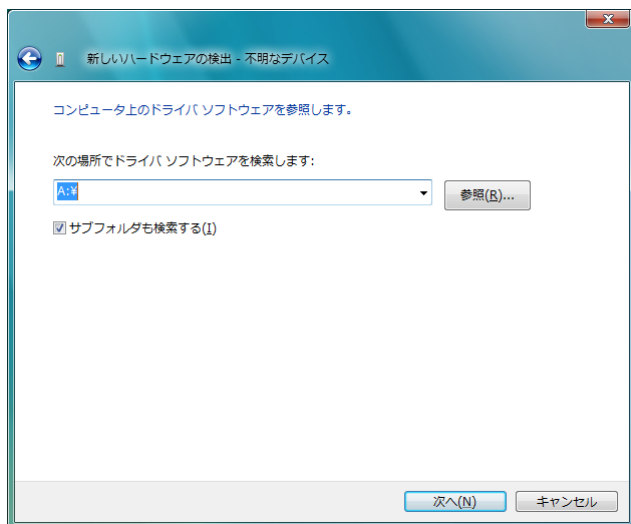 新しいハードウェアの検出 - 不明なデバイス
コンピュータ上のドライバ ソフトウェアを参照します。
次の場所でドライバ ソフトウェアを検索します:
A:¥
参照(R)...
サブフォルダも検索する(I)
次へ(N)
キャンセル